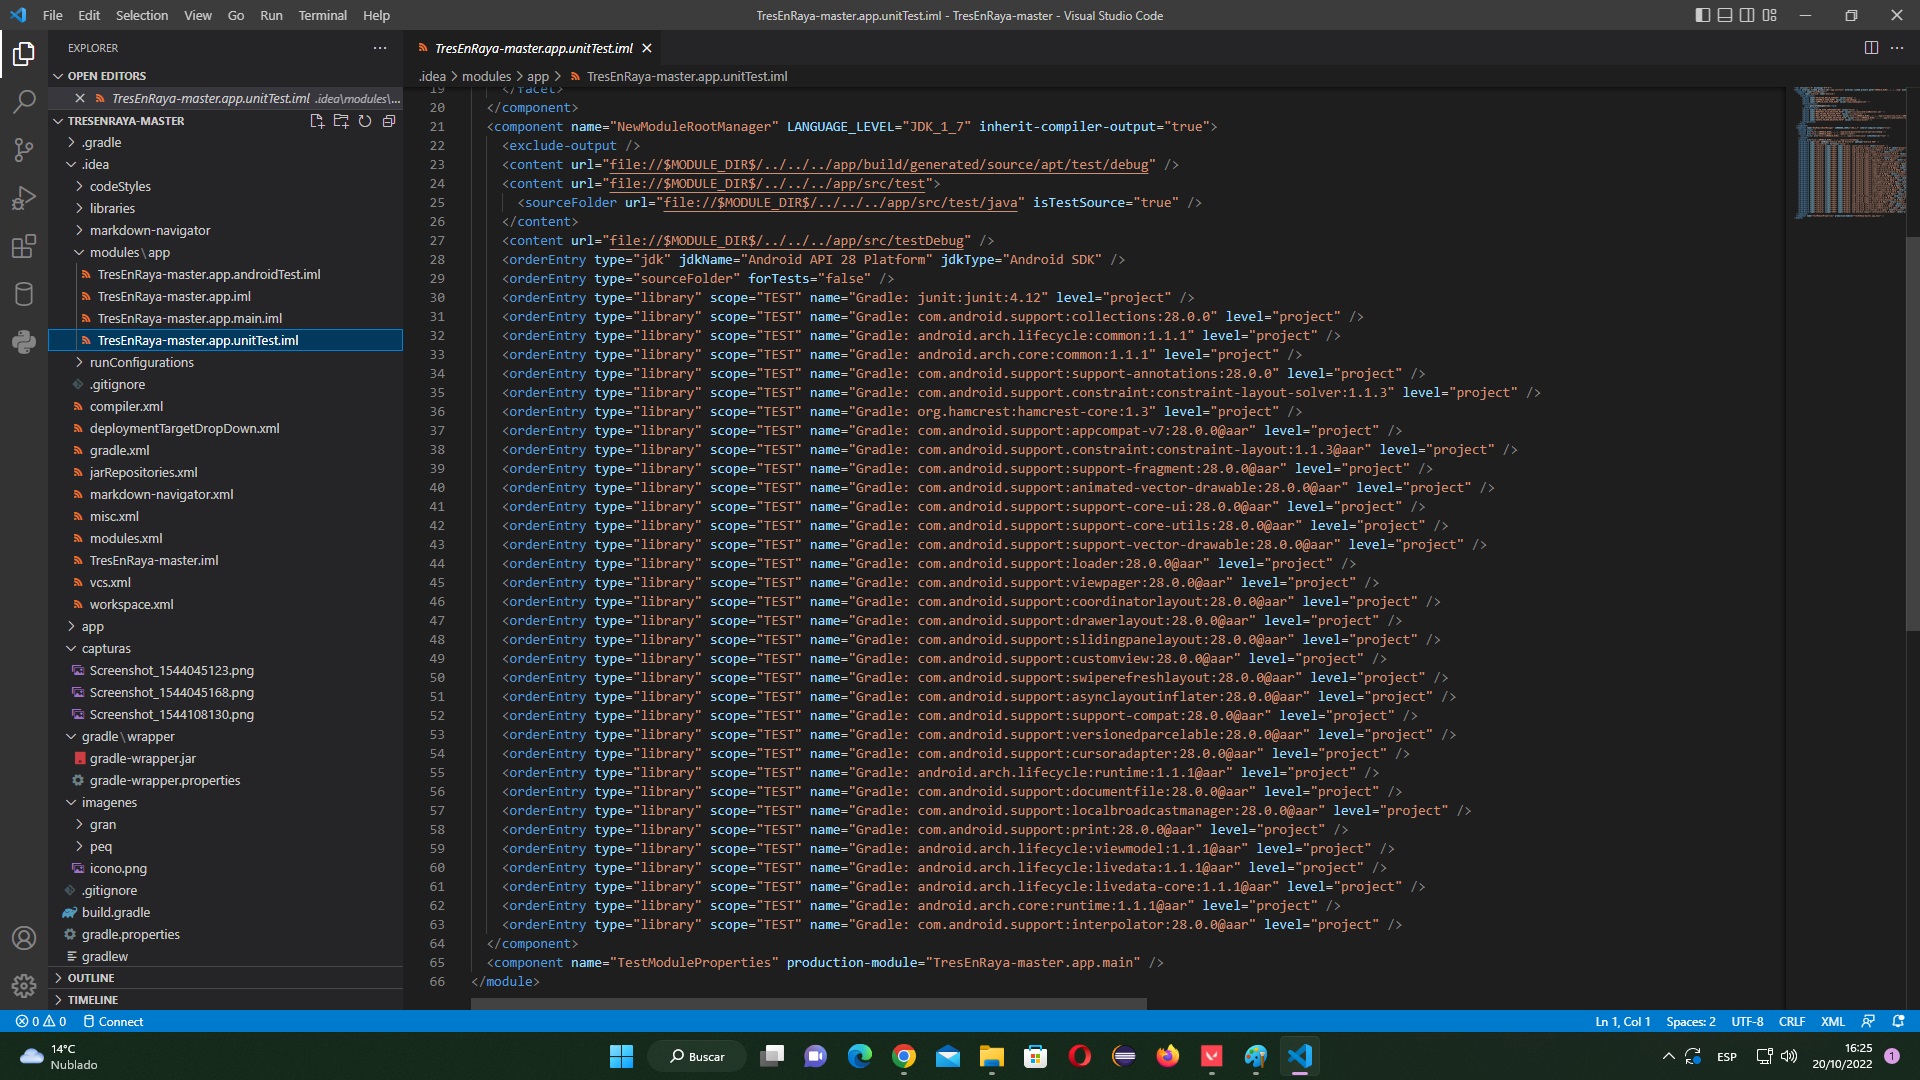 File Edit Selection View Go Run Terminal Help
TresEnRaya-master.app.unitTest.iml - TresEnRaya-master - Visual Studio Code
EXPLORER
OPEN EDITORS
TresEnRaya-master.app.unitTest.iml .idea\modules\...
TRESENRAYA-MASTER
.gradle
.idea
codeStyles
libraries
markdown-navigator
modules\app
TresEnRaya-master.app.androidTest.iml
TresEnRaya-master.app.iml
TresEnRaya-master.app.main.iml
TresEnRaya-master.app.unitTest.iml
runConfigurations
.gitignore
compiler.xml
deploymentTargetDropDown.xml
gradle.xml
jarRepositories.xml
markdown-navigator.xml
misc.xml
modules.xml
TresEnRaya-master.iml
vcs.xml
workspace.xml
app
capturas
Screenshot_1544045123.png
Screenshot_1544045168.png
Screenshot_1544108130.png
gradle\wrapper
gradle-wrapper.jar
gradle-wrapper.properties
imagenes
gran
peq
icono.png
.gitignore
build.gradle
gradle.properties
gradlew
OUTLINE
TIMELINE
TresEnRaya-master.app.unitTest.iml
.idea > modules > app > TresEnRaya-master.app.unitTest.iml
19 </facet>
20 </component>
21 <component name="NewModuleRootManager" LANGUAGE_LEVEL="JDK_1_7" inherit-compiler-output="true">
22 <exclude-output />
23 <content url="file://$MODULE_DIR$/../../../app/build/generated/source/apt/test/debug" />
24 <content url="file://$MODULE_DIR$/../../../app/src/test">
25 <sourceFolder url="file://$MODULE_DIR$/../../../app/src/test/java" isTestSource="true" />
26 </content>
27 <content url="file://$MODULE_DIR$/../../../app/src/testDebug" />
28 <orderEntry type="jdk" jdkName="Android API 28 Platform" jdkType="Android SDK" />
29 <orderEntry type="sourceFolder" forTests="false" />
30 <orderEntry type="library" scope="TEST" name="Gradle: junit:junit:4.12" level="project" />
31 <orderEntry type="library" scope="TEST" name="Gradle: com.android.support:collections:28.0.0" level="project" />
32 <orderEntry type="library" scope="TEST" name="Gradle: android.arch.lifecycle:common:1.1.1" level="project" />
33 <orderEntry type="library" scope="TEST" name="Gradle: android.arch.core:common:1.1.1" level="project" />
34 <orderEntry type="library" scope="TEST" name="Gradle: com.android.support:support-annotations:28.0.0" level="project" />
35 <orderEntry type="library" scope="TEST" name="Gradle: com.android.support.constraint:constraint-layout-solver:1.1.3" level="project" />
36 <orderEntry type="library" scope="TEST" name="Gradle: org.hamcrest:hamcrest-core:1.3" level="project" />
37 <orderEntry type="library" scope="TEST" name="Gradle: com.android.support:appcompat-v7:28.0.0@aar" level="project" />
38 <orderEntry type="library" scope="TEST" name="Gradle: com.android.support.constraint:constraint-layout:1.1.3@aar" level="project" />
39 <orderEntry type="library" scope="TEST" name="Gradle: com.android.support:support-fragment:28.0.0@aar" level="project" />
40 <orderEntry type="library" scope="TEST" name="Gradle: com.android.support:animated-vector-drawable:28.0.0@aar" level="project" />
41 <orderEntry type="library" scope="TEST" name="Gradle: com.android.support:support-core-ui:28.0.0@aar" level="project" />
42 <orderEntry type="library" scope="TEST" name="Gradle: com.android.support:support-core-utils:28.0.0@aar" level="project" />
43 <orderEntry type="library" scope="TEST" name="Gradle: com.android.support:support-vector-drawable:28.0.0@aar" level="project" />
44 <orderEntry type="library" scope="TEST" name="Gradle: com.android.support:loader:28.0.0@aar" level="project" />
45 <orderEntry type="library" scope="TEST" name="Gradle: com.android.support:viewpager:28.0.0@aar" level="project" />
46 <orderEntry type="library" scope="TEST" name="Gradle: com.android.support:coordinatorlayout:28.0.0@aar" level="project" />
47 <orderEntry type="library" scope="TEST" name="Gradle: com.android.support:drawerlayout:28.0.0@aar" level="project" />
48 <orderEntry type="library" scope="TEST" name="Gradle: com.android.support:slidingpanelayout:28.0.0@aar" level="project" />
49 <orderEntry type="library" scope="TEST" name="Gradle: com.android.support:customview:28.0.0@aar" level="project" />
50 <orderEntry type="library" scope="TEST" name="Gradle: com.android.support:swiperefreshlayout:28.0.0@aar" level="project" />
51 <orderEntry type="library" scope="TEST" name="Gradle: com.android.support:asynclayoutinflater:28.0.0@aar" level="project" />
52 <orderEntry type="library" scope="TEST" name="Gradle: com.android.support:support-compat:28.0.0@aar" level="project" />
53 <orderEntry type="library" scope="TEST" name="Gradle: com.android.support:versionedparcelable:28.0.0@aar" level="project" />
54 <orderEntry type="library" scope="TEST" name="Gradle: com.android.support:cursoradapter:28.0.0@aar" level="project" />
55 <orderEntry type="library" scope="TEST" name="Gradle: android.arch.lifecycle:runtime:1.1.1@aar" level="project" />
56 <orderEntry type="library" scope="TEST" name="Gradle: com.android.support:documentfile:28.0.0@aar" level="project" />
57 <orderEntry type="library" scope="TEST" name="Gradle: com.android.support:localbroadcastmanager:28.0.0@aar" level="project" />
58 <orderEntry type="library" scope="TEST" name="Gradle: com.android.support:print:28.0.0@aar" level="project" />
59 <orderEntry type="library" scope="TEST" name="Gradle: android.arch.lifecycle:viewmodel:1.1.1@aar" level="project" />
60 <orderEntry type="library" scope="TEST" name="Gradle: android.arch.lifecycle:livedata:1.1.1@aar" level="project" />
61 <orderEntry type="library" scope="TEST" name="Gradle: android.arch.lifecycle:livedata-core:1.1.1@aar" level="project" />
62 <orderEntry type="library" scope="TEST" name="Gradle: android.arch.core:runtime:1.1.1@aar" level="project" />
63 <orderEntry type="library" scope="TEST" name="Gradle: com.android.support:interpolator:28.0.0@aar" level="project" />
64 </component>
65 <component name="TestModuleProperties" production-module="TresEnRaya-master.app.main" />
66 </module>
0 0 Connect
Ln 1, Col 1 Spaces: 2 UTF-8 CRLF XML
14°C
Nublado
Buscar
ESP
16:25
20/10/2022
1